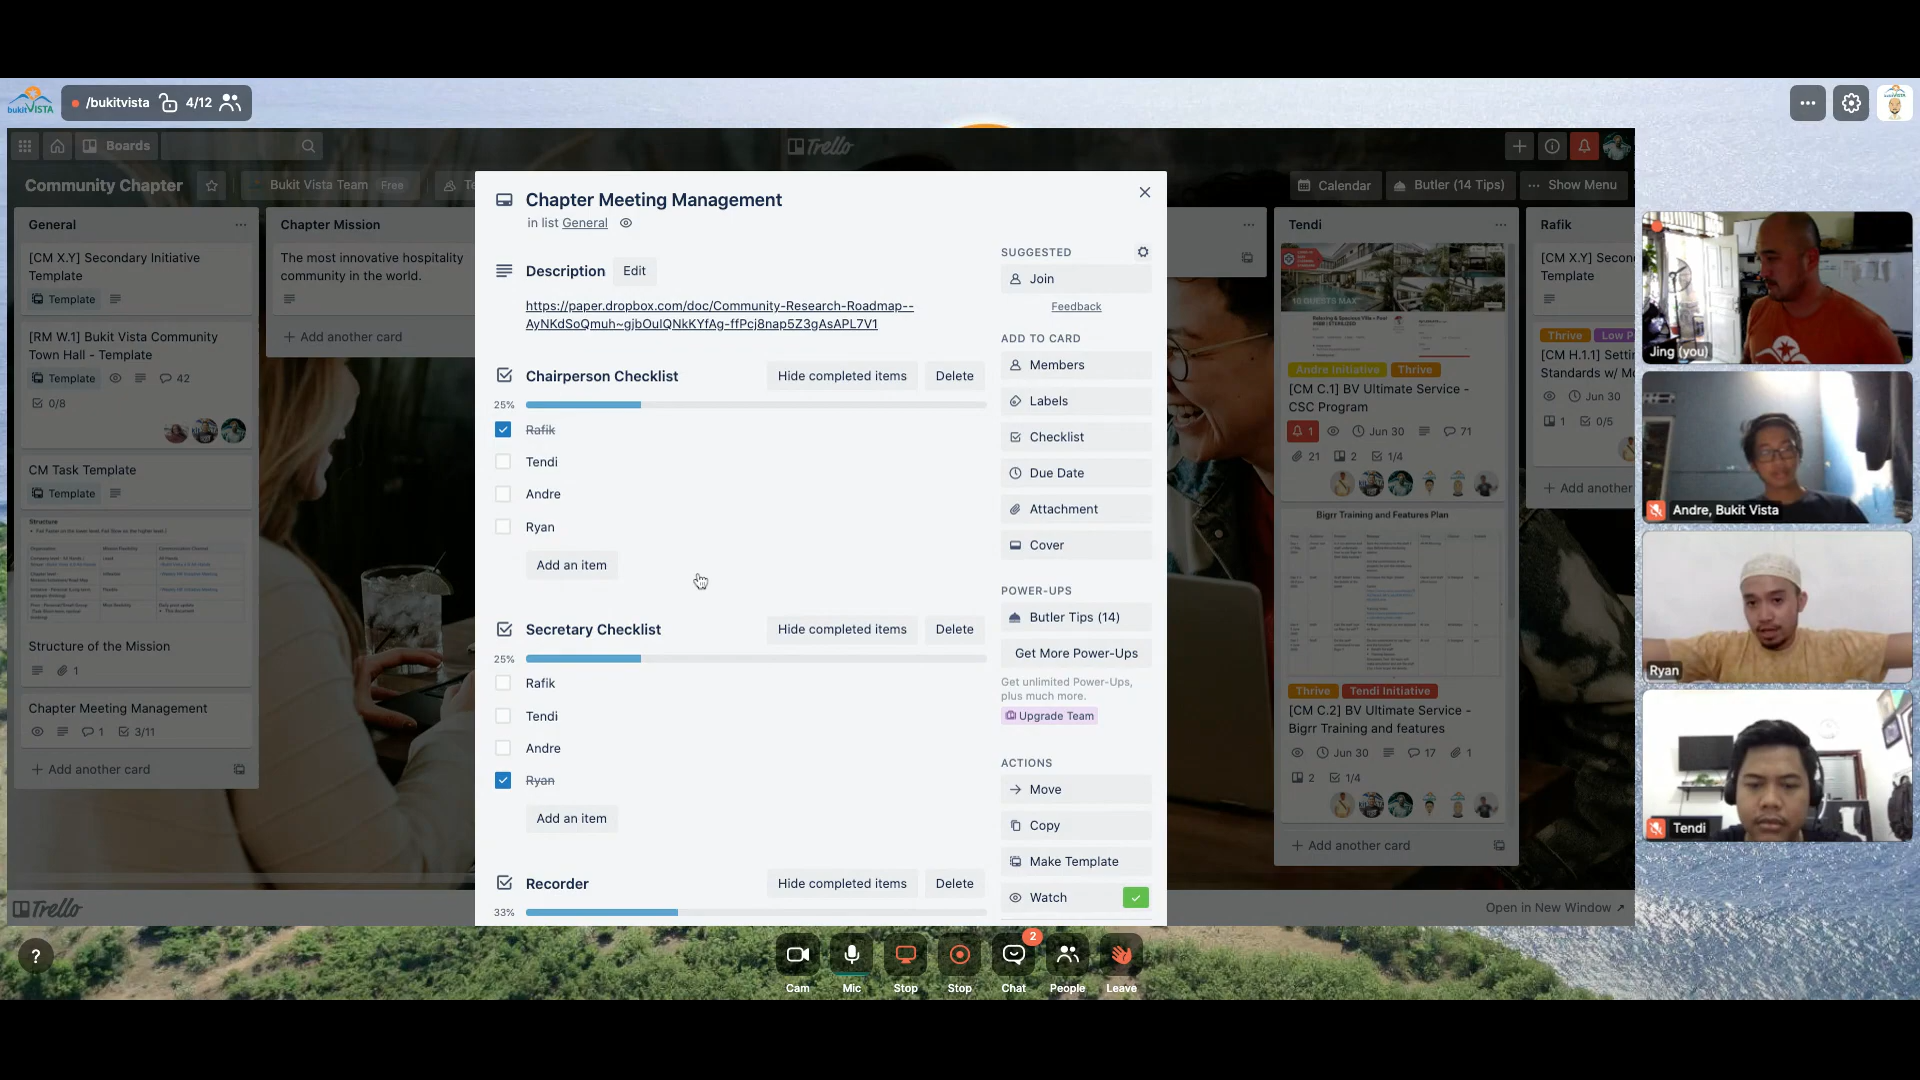 bukitVISTA
/bukitvista 4/12
Boards
Trello
Community Chapter
Bukit Vista Team Free
Calendar
Butler (14 Tips)
··· Show Menu
General ···
[CM X.Y] Secondary Initiative
Template
Template
[RM W.1] Bukit Vista Community
Town Hall - Template
Template 42
0/8
CM Task Template
Template
Structure
Structure of the Mission
1
Chapter Meeting Management
1 3/11
+ Add another card
Chapter Mission
The most innovative hospitality
community in the world.
+ Add another card
Chapter Meeting Management
in list General
Description Edit
https://paper.dropbox.com/doc/Community-Research-Roadmap--
AyNKdSoQmuh~gjbOuIQNkKYfAg-ffPcj8nap5Z3gAsAPL7V1
Chairperson Checklist Hide completed items Delete
25%
Rafik
Tendi
Andre
Ryan
Add an item
Secretary Checklist Hide completed items Delete
25%
Rafik
Tendi
Andre
Ryan
Add an item
Recorder Hide completed items Delete
33%
SUGGESTED
Join
Feedback
ADD TO CARD
Members
Labels
Checklist
Due Date
Attachment
Cover
POWER-UPS
Butler Tips (14)
Get More Power-Ups
Get unlimited Power-Ups,
plus much more.
Upgrade Team
ACTIONS
Move
Copy
Make Template
Watch
Tendi ···
10 GUESTS MAX
Andre Initiative Thrive
[CM C.1] BV Ultimate Service -
CSC Program
1 Jun 30 71
21 2 1/4
Bigrr Training and Features Plan
Thrive Tendi Initiative
[CM C.2] BV Ultimate Service -
Bigrr Training and features
Jun 30 17 1
2 1/4
+ Add another card
Rafik
[CM X.Y] Secon
Template
Thrive Low P
[CM H.1.1] Setti
Standards w/ Mo
Jun 30
1 0/5
+ Add another
Trello
Open in New Window ↗
Jing (you)
Andre, Bukit Vista
Ryan
Tendi
?
2
Cam Mic Stop Stop Chat People Leave